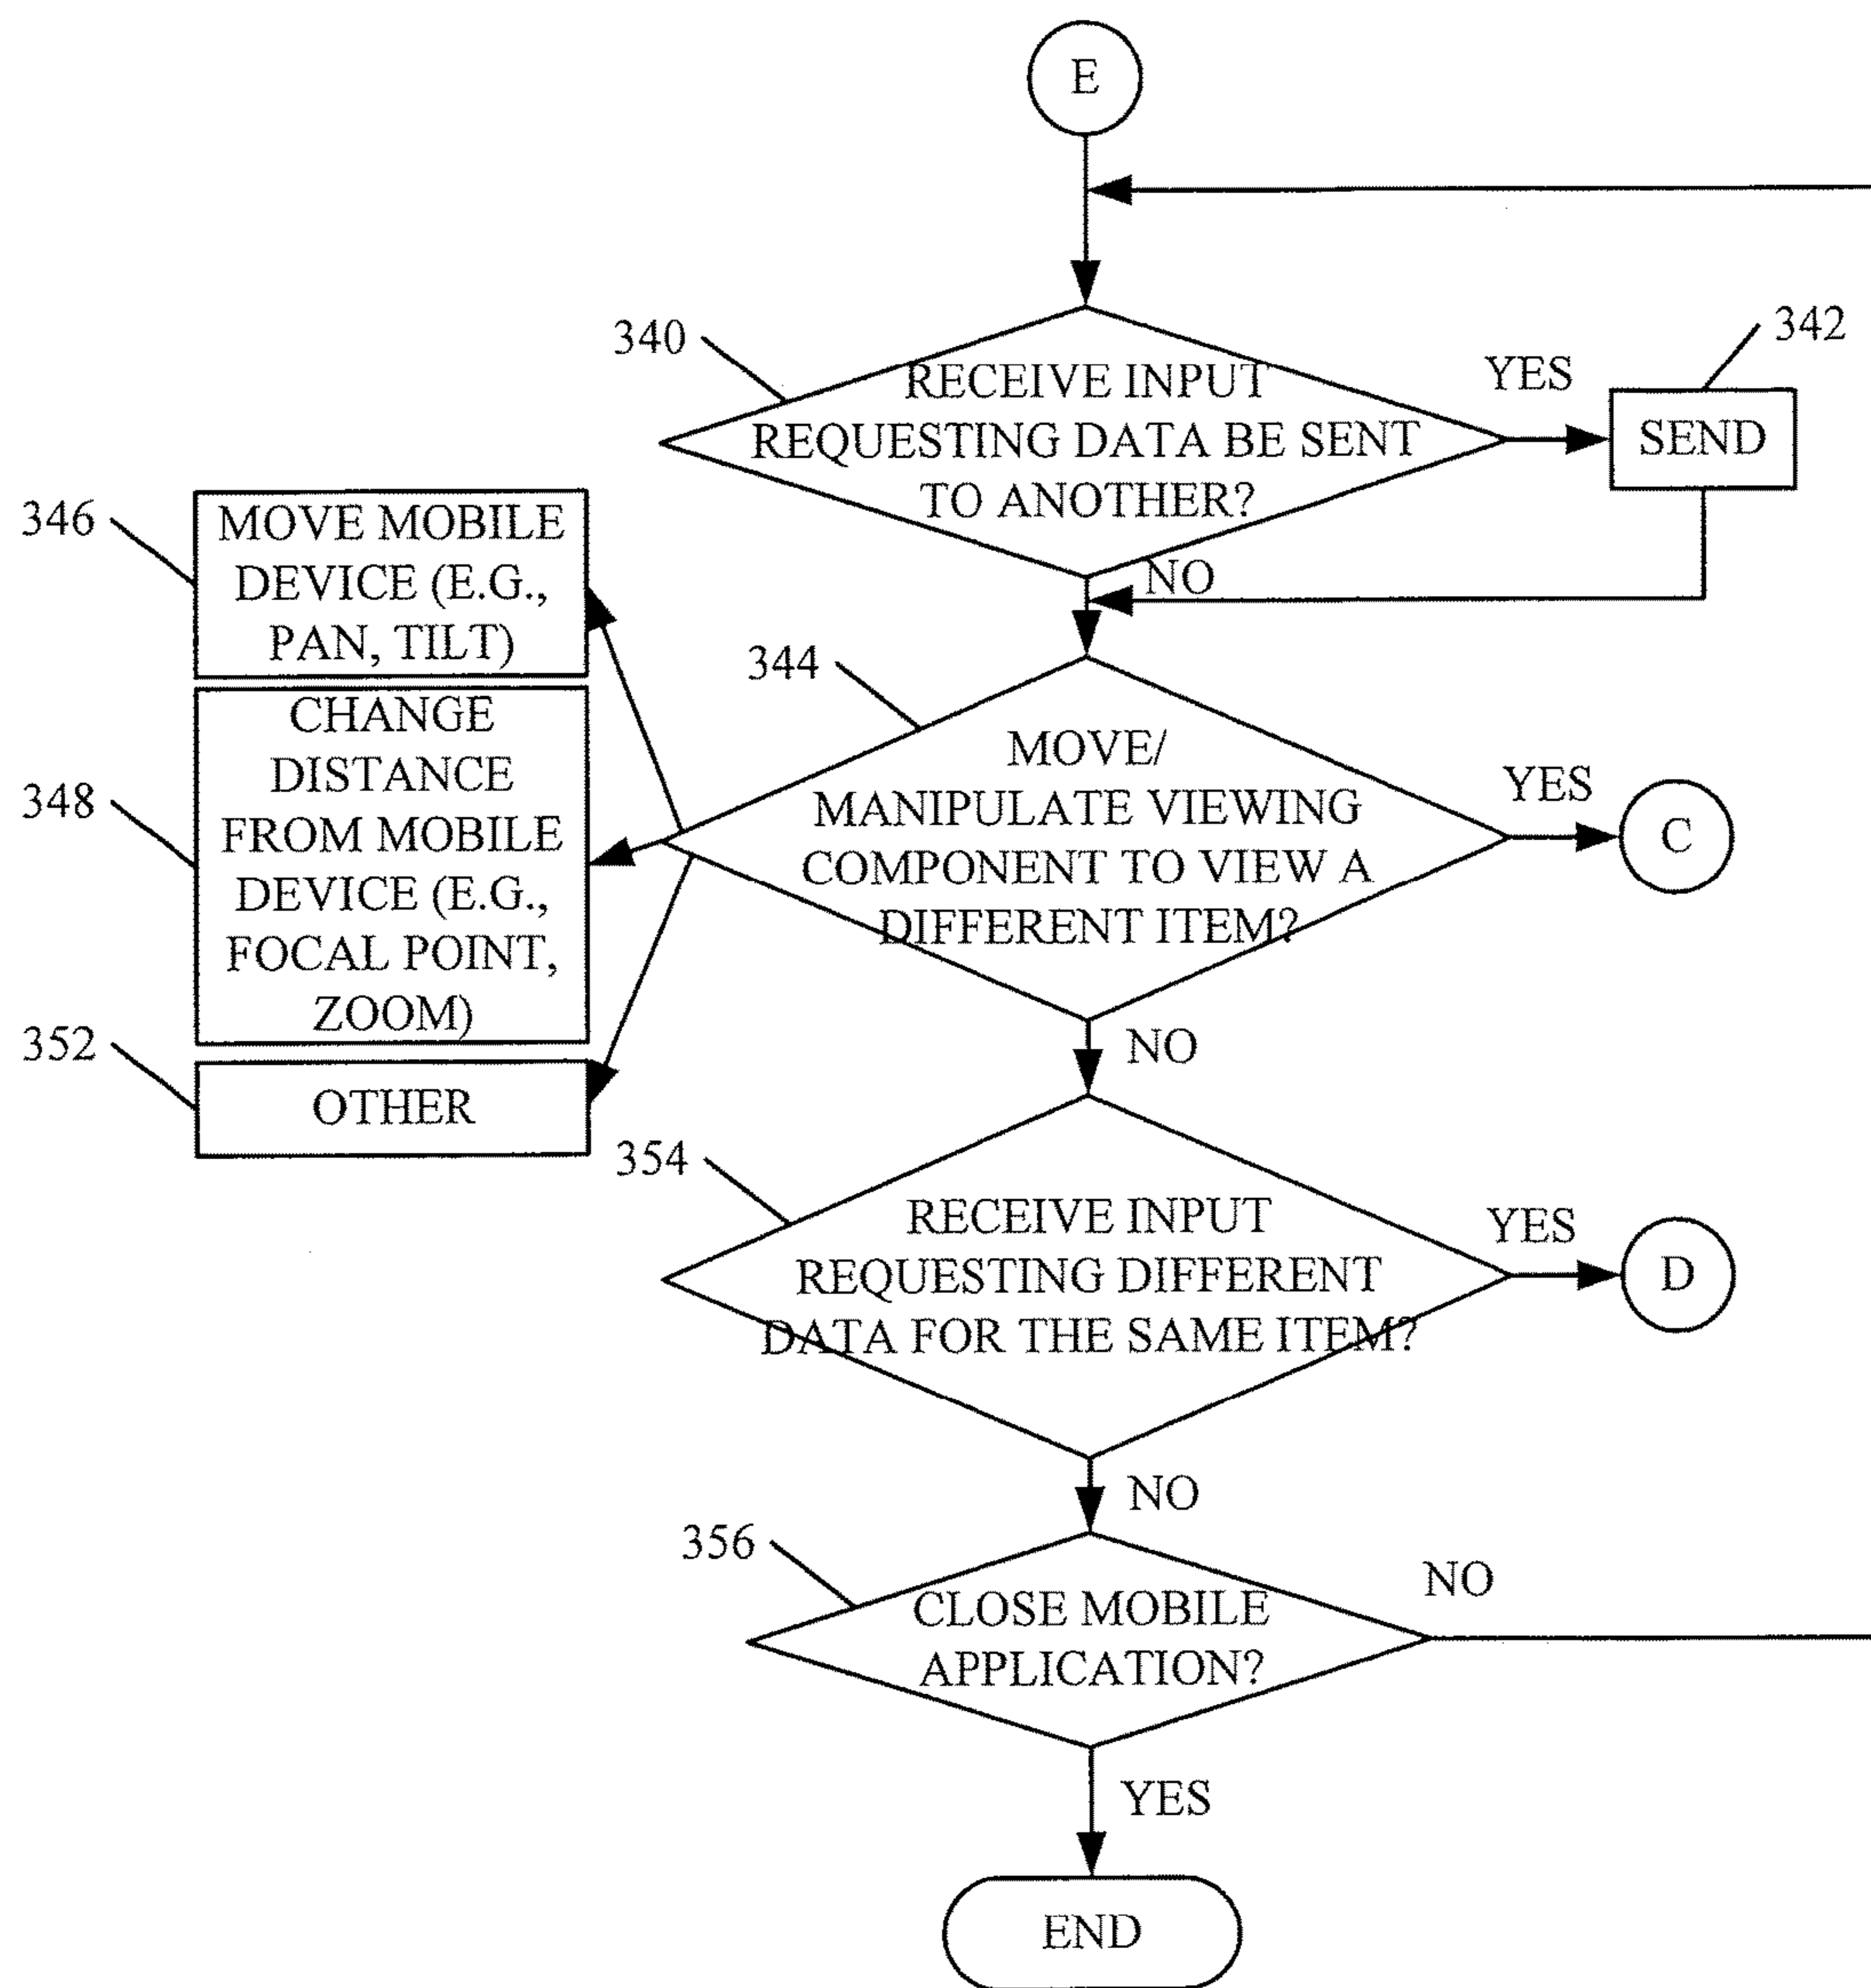 E
340
RECEIVE INPUT
REQUESTING DATA BE SENT
TO ANOTHER?
YES
342
SEND
NO
346
MOVE MOBILE
DEVICE (E.G.,
PAN, TILT)
348
CHANGE
DISTANCE
FROM MOBILE
DEVICE (E.G.,
FOCAL POINT,
ZOOM)
352
OTHER
344
MOVE/
MANIPULATE VIEWING
COMPONENT TO VIEW A
DIFFERENT ITEM?
YES
C
NO
354
RECEIVE INPUT
REQUESTING DIFFERENT
DATA FOR THE SAME ITEM?
YES
D
NO
356
CLOSE MOBILE
APPLICATION?
NO
YES
END